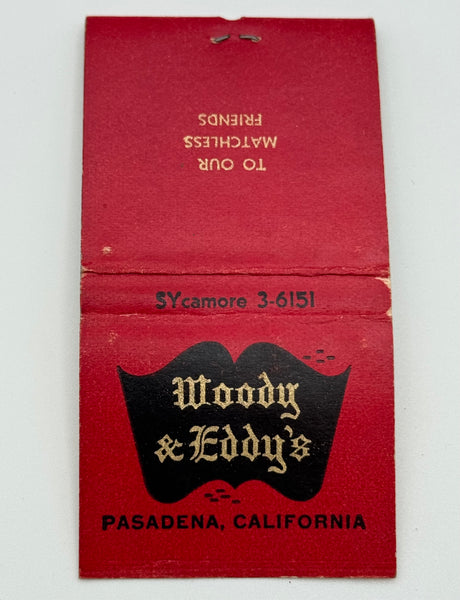 TO OUR
MATCHLESS
FRIENDS
SYcamore 3-6151
Woody
& Eddy's
PASADENA, CALIFORNIA